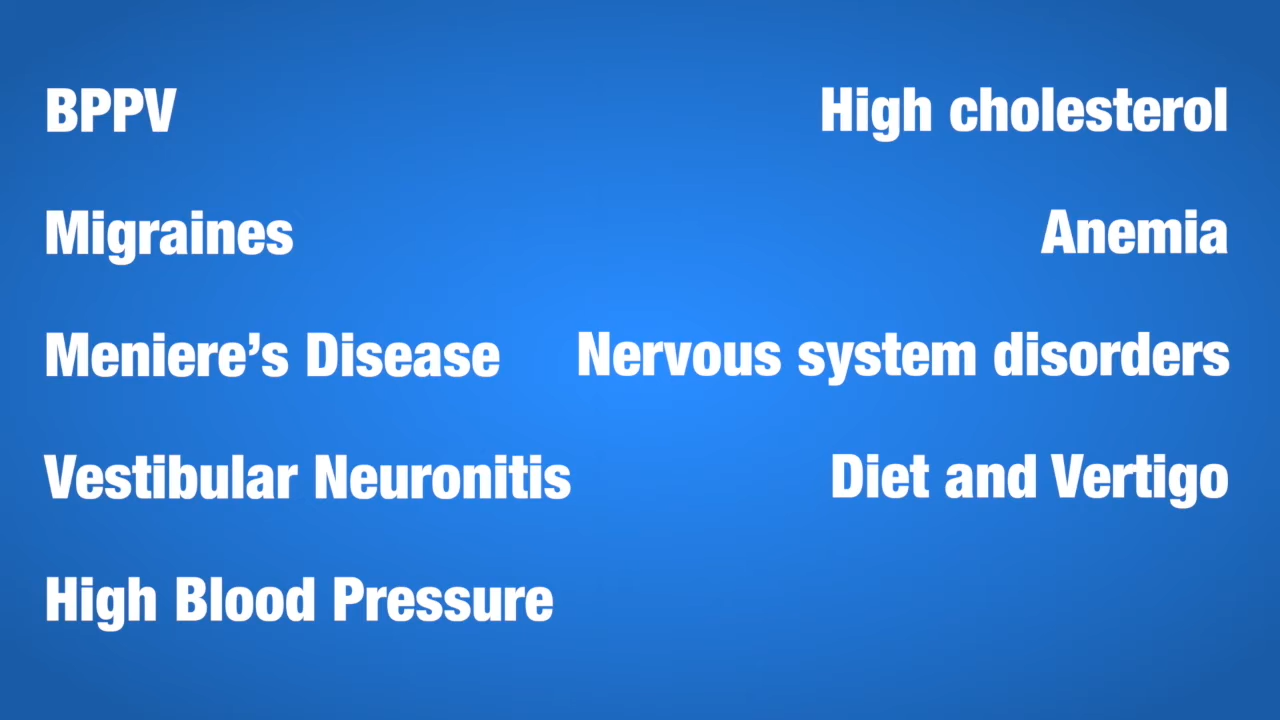 BPPV
Migraines
Meniere’s Disease
Vestibular Neuronitis
High Blood Pressure
High cholesterol
Anemia
Nervous system disorders
Diet and Vertigo